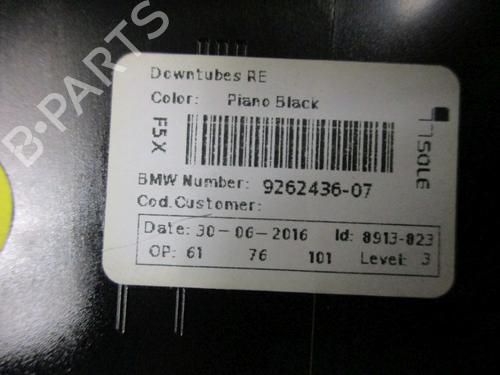 Downtubes RE
Color: Piano Black
F5X
BMW Number: 9262436-07
Cod.Customer:
Date: 30-06-2016 Id: 8913-823
OP: 61 76 101 Level: 3
B-PARTS